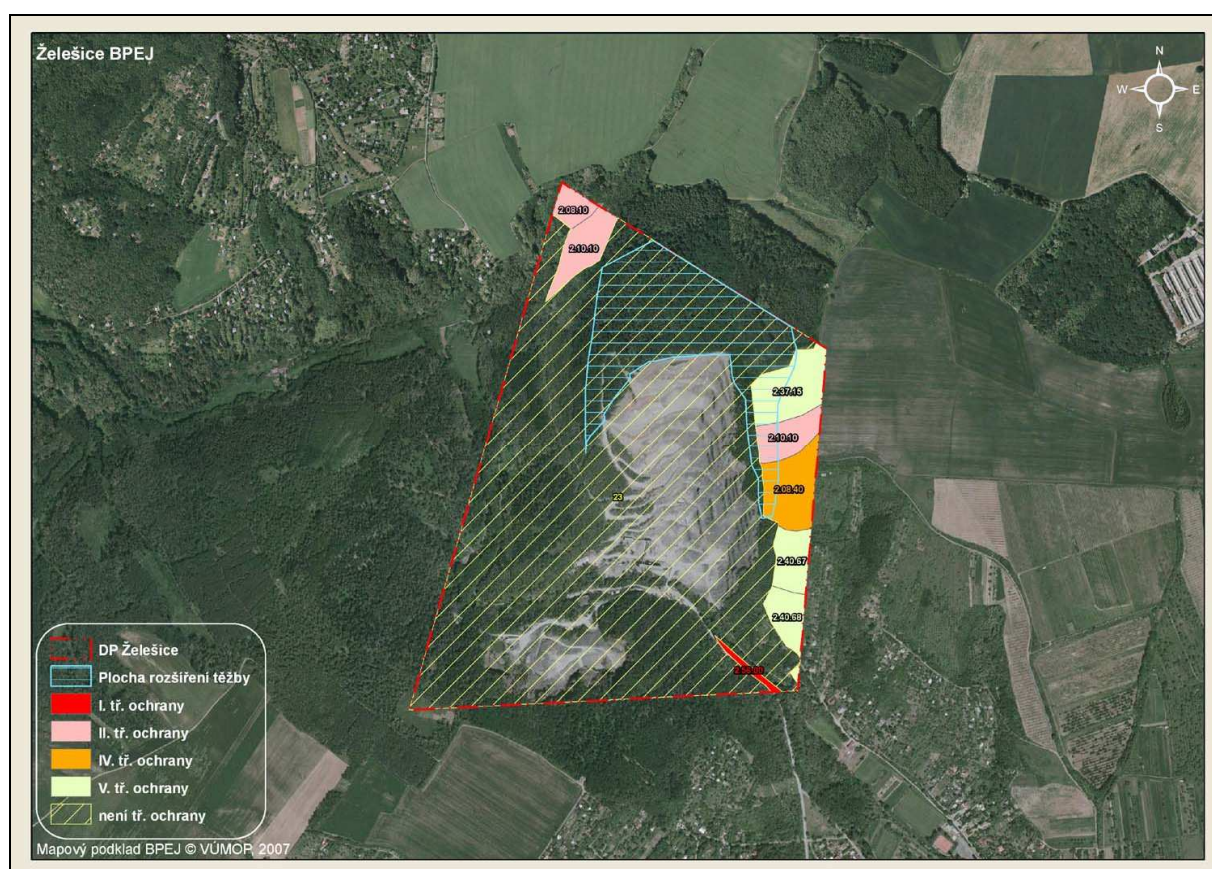 Želešice BPEJ
N
W
E
S
2.08.10
2.10.10
2.37.15
2.10.10
2.08.40
23
2.40.67
2.40.68
DP Želešice
Plocha rozšíření těžby
I. tř. ochrany
II. tř. ochrany
IV. tř. ochrany
V. tř. ochrany
není tř. ochrany
Mapový podklad BPEJ © VÚMOP, 2007